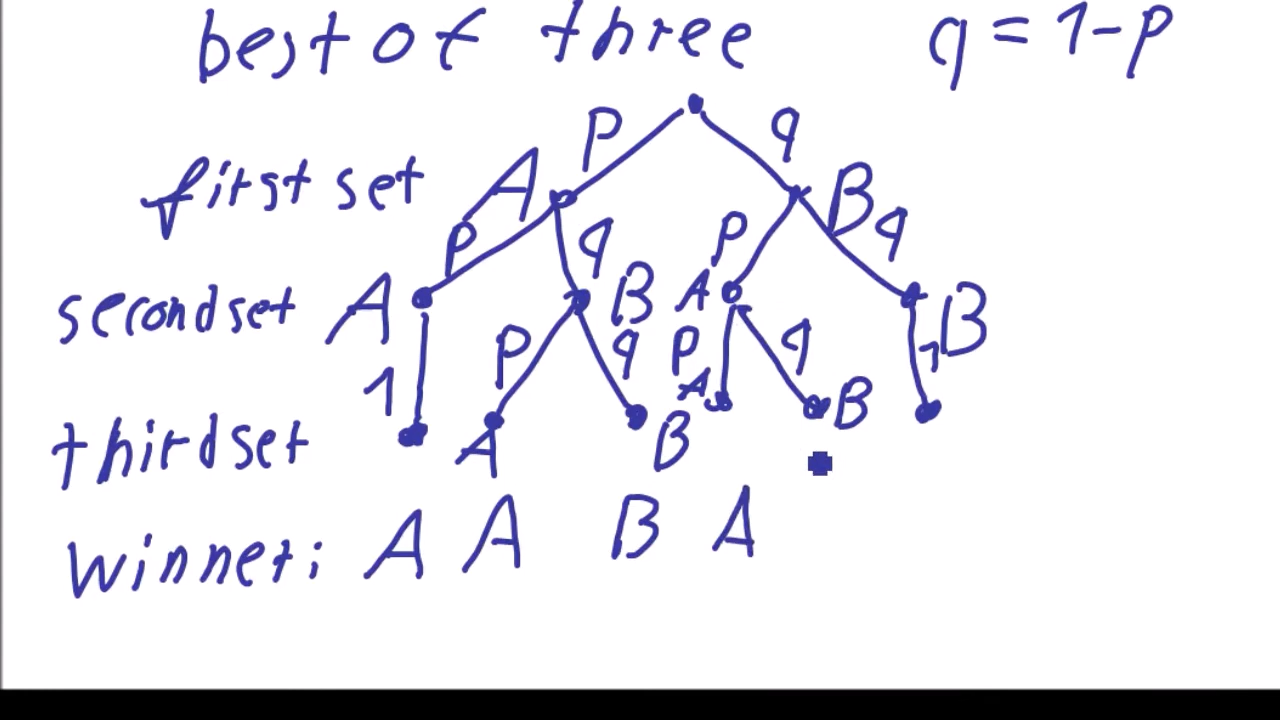 best of three q = 1-p
p q
first set A B
p q p q
second set A B A B
1 p q p q 1
third set A B A B
winner: A A B A